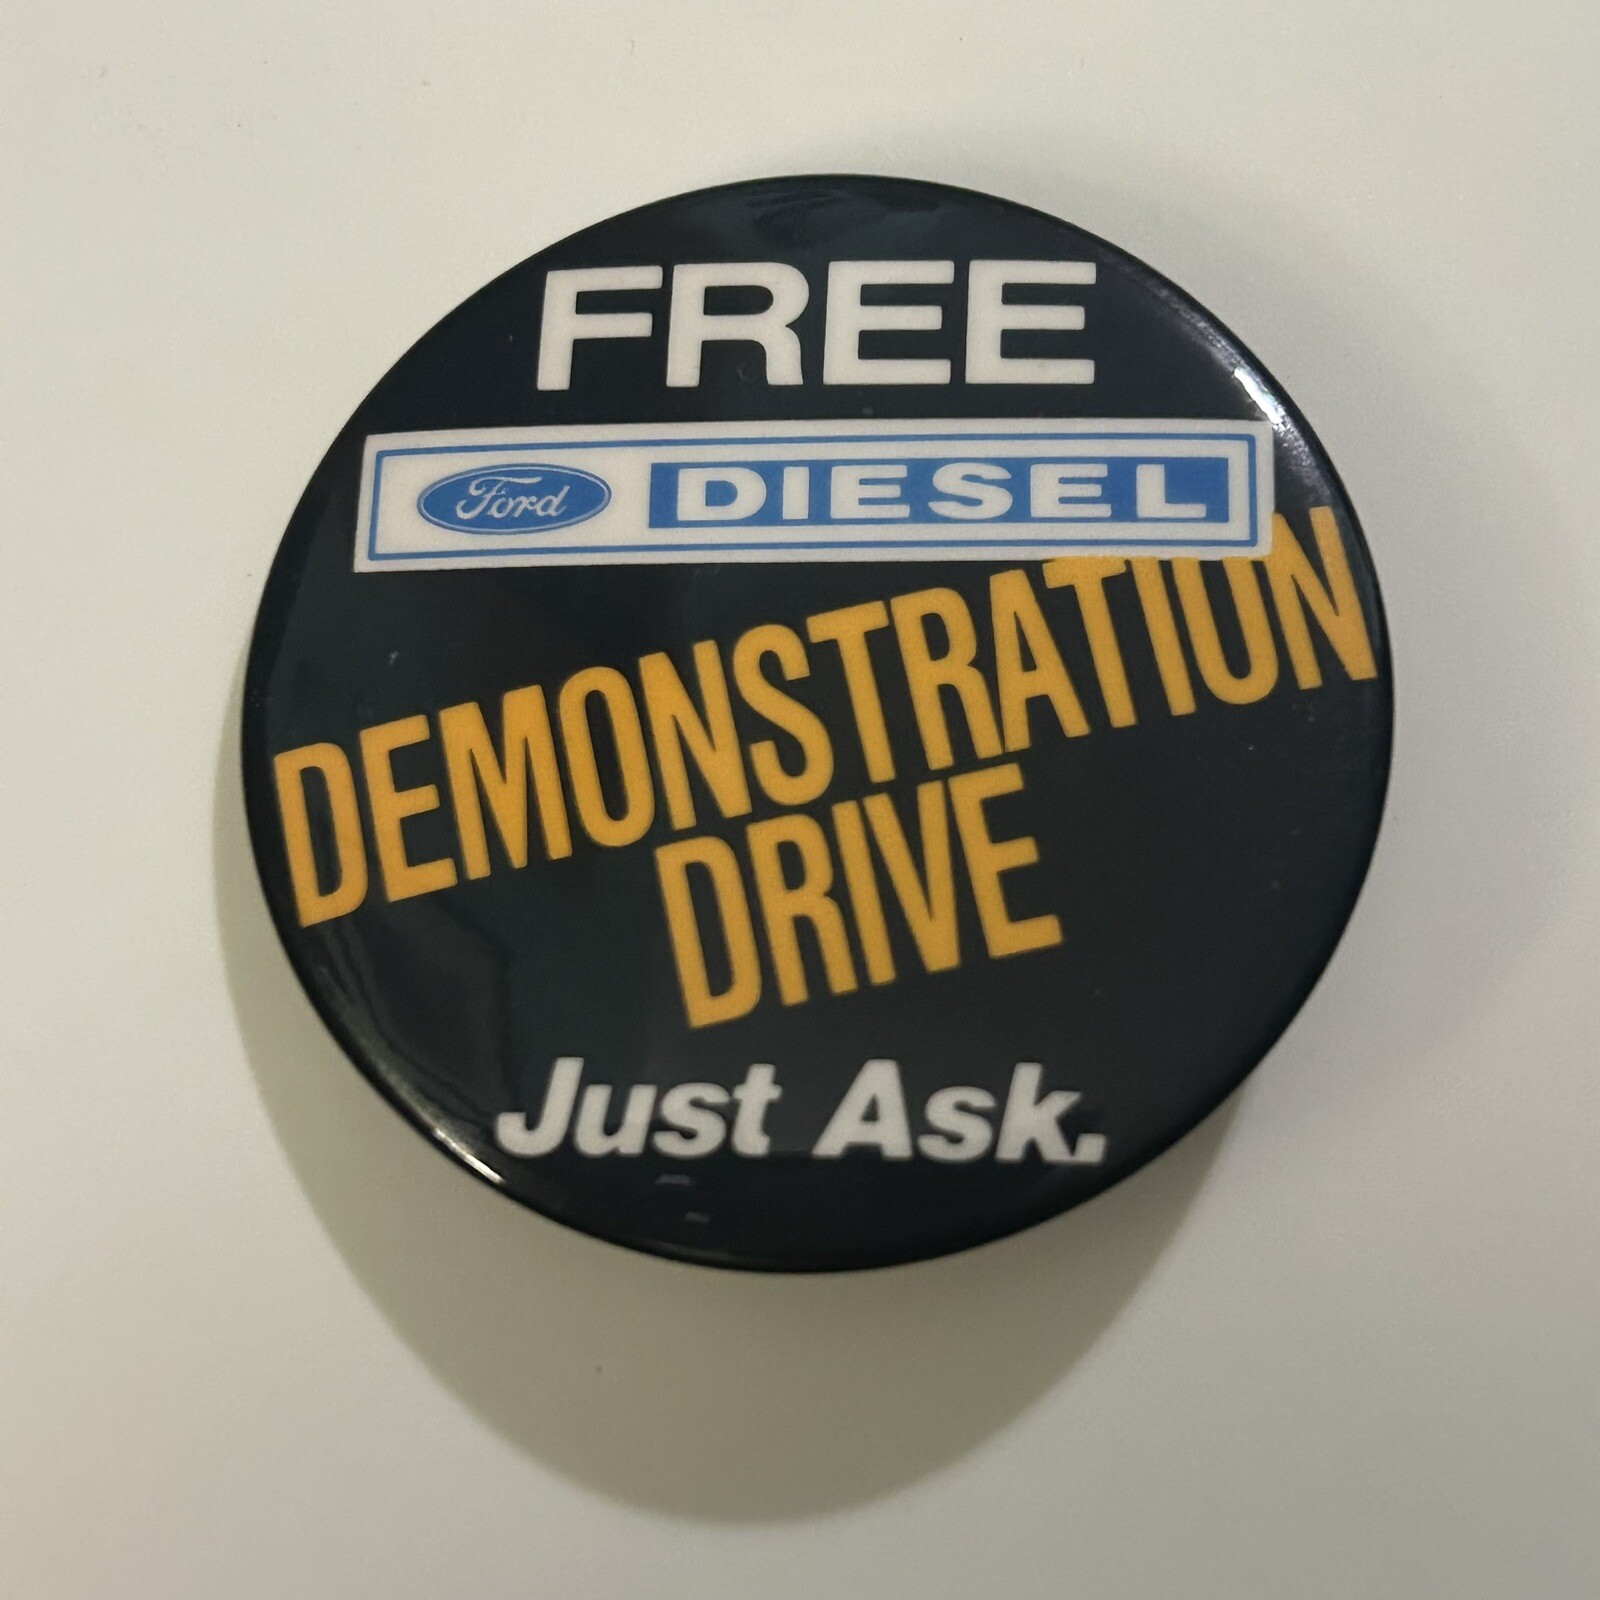 FREE
Ford DIESEL
DEMONSTRATION
DRIVE
Just Ask.